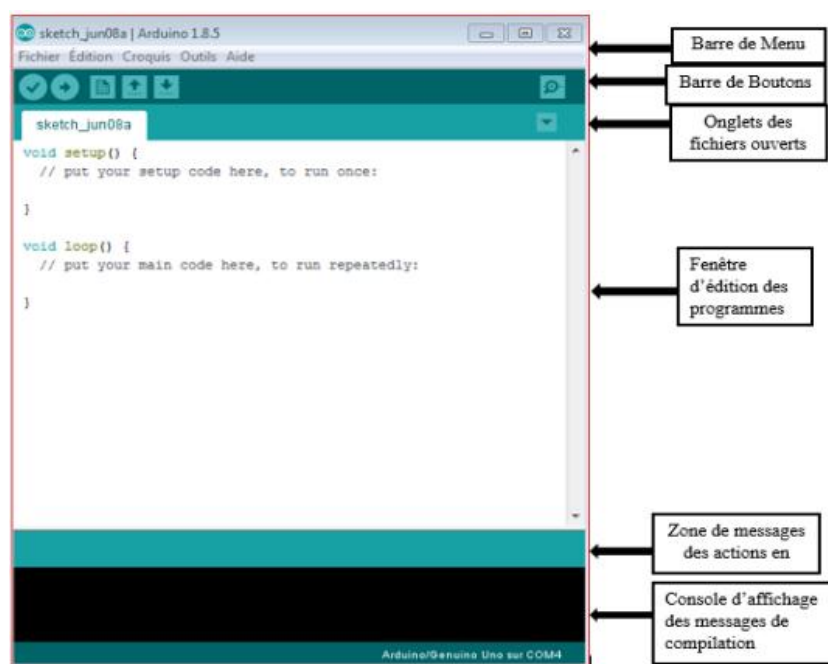 sketch_jun08a | Arduino 1.8.5
Fichier Édition Croquis Outils Aide
sketch_jun08a
void setup() {
// put your setup code here, to run once:
}
void loop() {
// put your main code here, to run repeatedly:
}
Arduino/Genuino Uno sur COM4
Barre de Menu
Barre de Boutons
Onglets des
fichiers ouverts
Fenêtre
d'édition des
programmes
Zone de messages
des actions en
Console d'affichage
des messages de
compilation